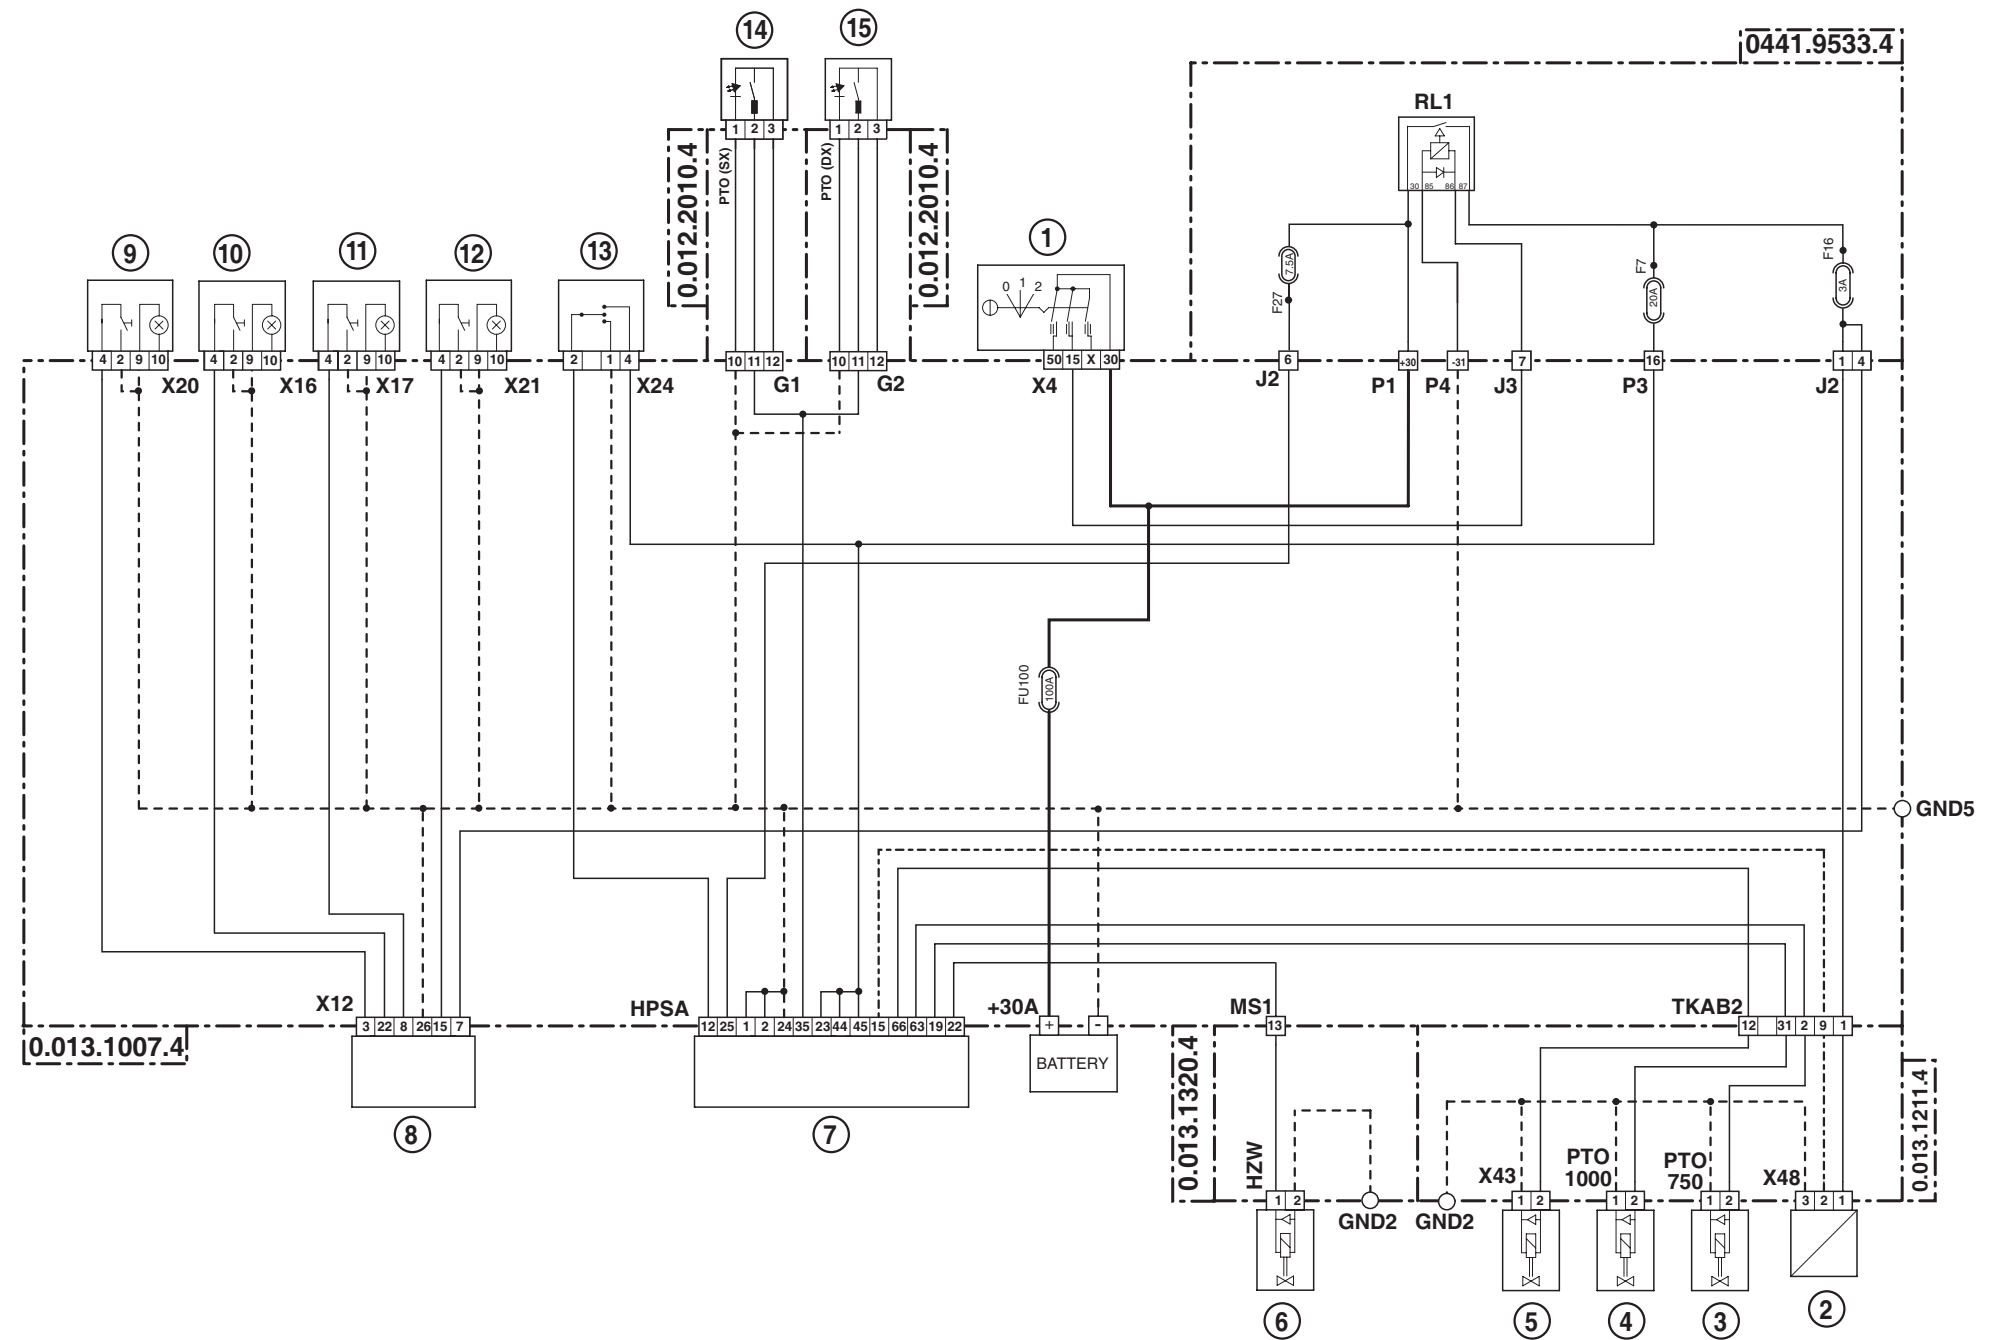 14 15
0441.9533.4
RL1
30 85 86 87
1 2 3
1 2 3
PTO (SX)
PTO (DX)
0.012.2010.4
0.012.2010.4
9 10 11 12 13
1
0 1 2
7.5A
F27
F7
20A
F16
3A
4 2 9 10
X20
4 2 9 10
X16
4 2 9 10
X17
4 2 9 10
X21
2 1 4
X24
10 11 12
G1
10 11 12
G2
50 15 X 30
X4
6
J2
+30
P1
-31
P4
7
J3
16
P3
1 4
J2
FU100
100A
GND5
X12
3 22 8 26 15 7
HPSA
12 25 1 2 24 35 23 44 45 15 66 63 19 22
+30A
+ -
BATTERY
MS1
13
TKAB2
12 31 2 9 1
0.013.1007.4
0.013.1320.4
0.013.1211.4
8
7
HZW
1 2
GND2
GND2
X43
1 2
PTO
1000
1 2
PTO
750
1 2
X48
3 2 1
6 5 4 3 2